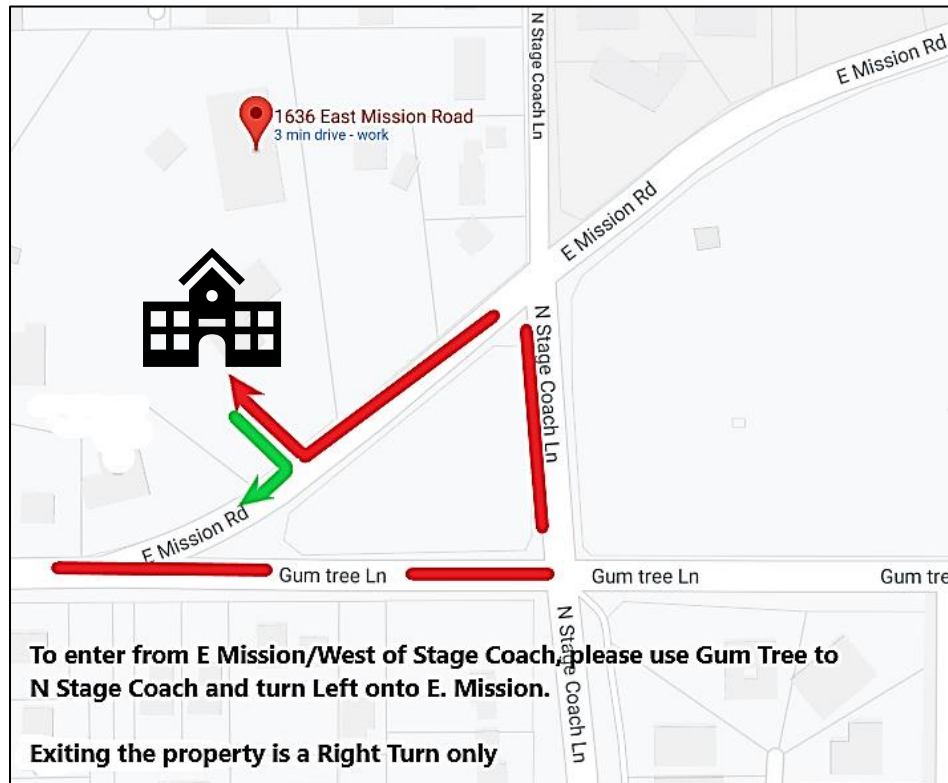 N Stage Coach Ln
E Mission Rd
1636 East Mission Road
3 min drive - work
E Mission Rd
N Stage Coach Ln
E Mission Rd
Gum tree Ln
Gum tree Ln
Gum tre
N Stage Coach Ln
To enter from E Mission/West of Stage Coach, please use Gum Tree to
N Stage Coach and turn Left onto E. Mission.
Exiting the property is a Right Turn only